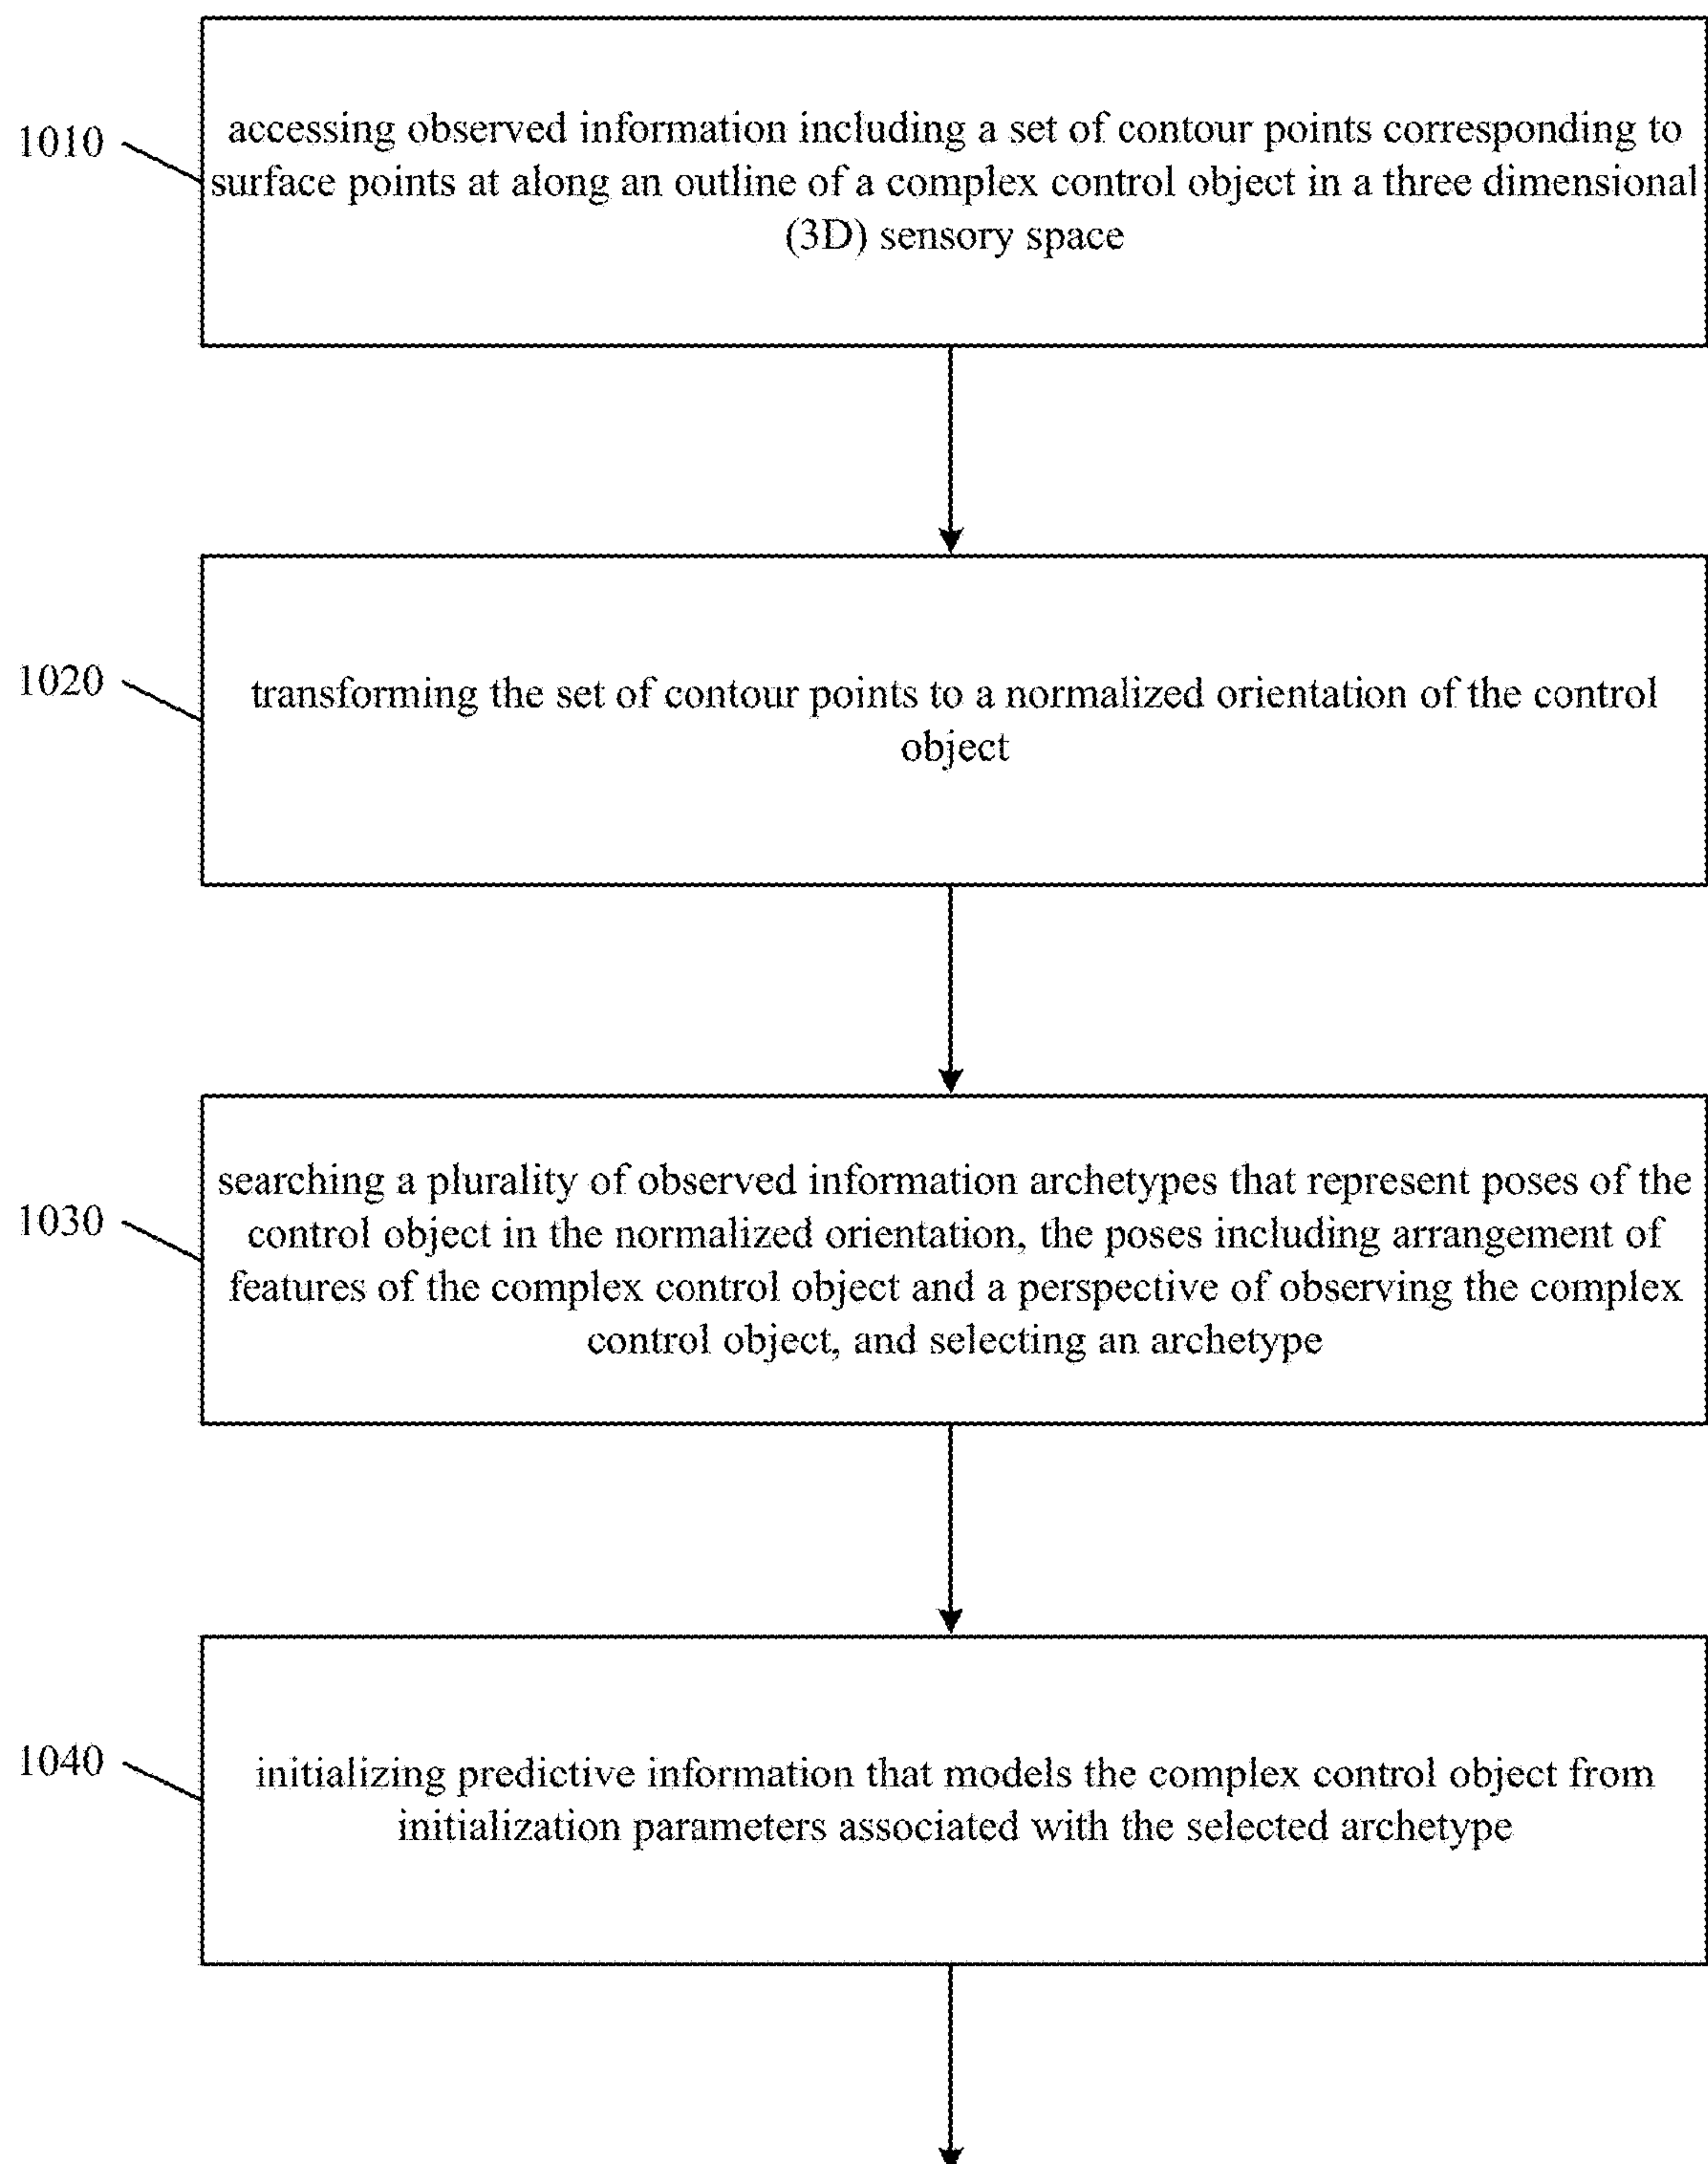 1010
accessing observed information including a set of contour points corresponding to
surface points at along an outline of a complex control object in a three dimensional
(3D) sensory space
1020
transforming the set of contour points to a normalized orientation of the control
object
1030
searching a plurality of observed information archetypes that represent poses of the
control object in the normalized orientation, the poses including arrangement of
features of the complex control object and a perspective of observing the complex
control object, and selecting an archetype
1040
initializing predictive information that models the complex control object from
initialization parameters associated with the selected archetype